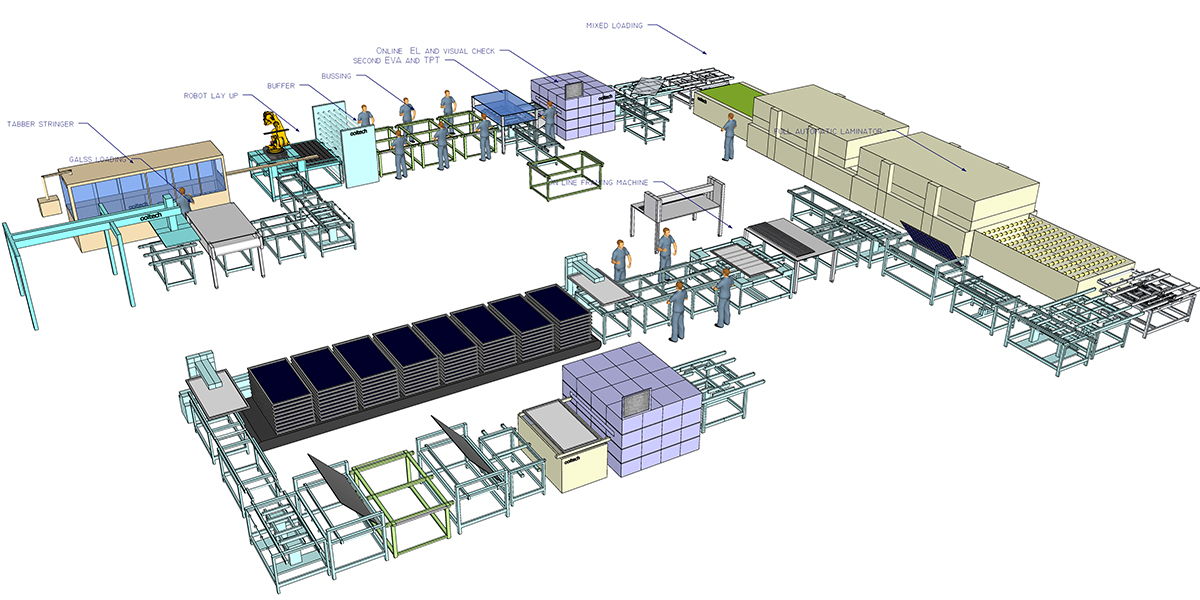 MIXED LOADING
ONLINE EL AND VISUAL CHECK
SECOND EVA AND TPT
BUSSING
BUFFER
ROBOT LAY UP
TABBER STRINGER
GALSS LOADING
FULL AUTOMATIC LAMINATOR
LINE FRAMING MACHINE
ooitech
ooitech
ooitech
ooitech
ooitech